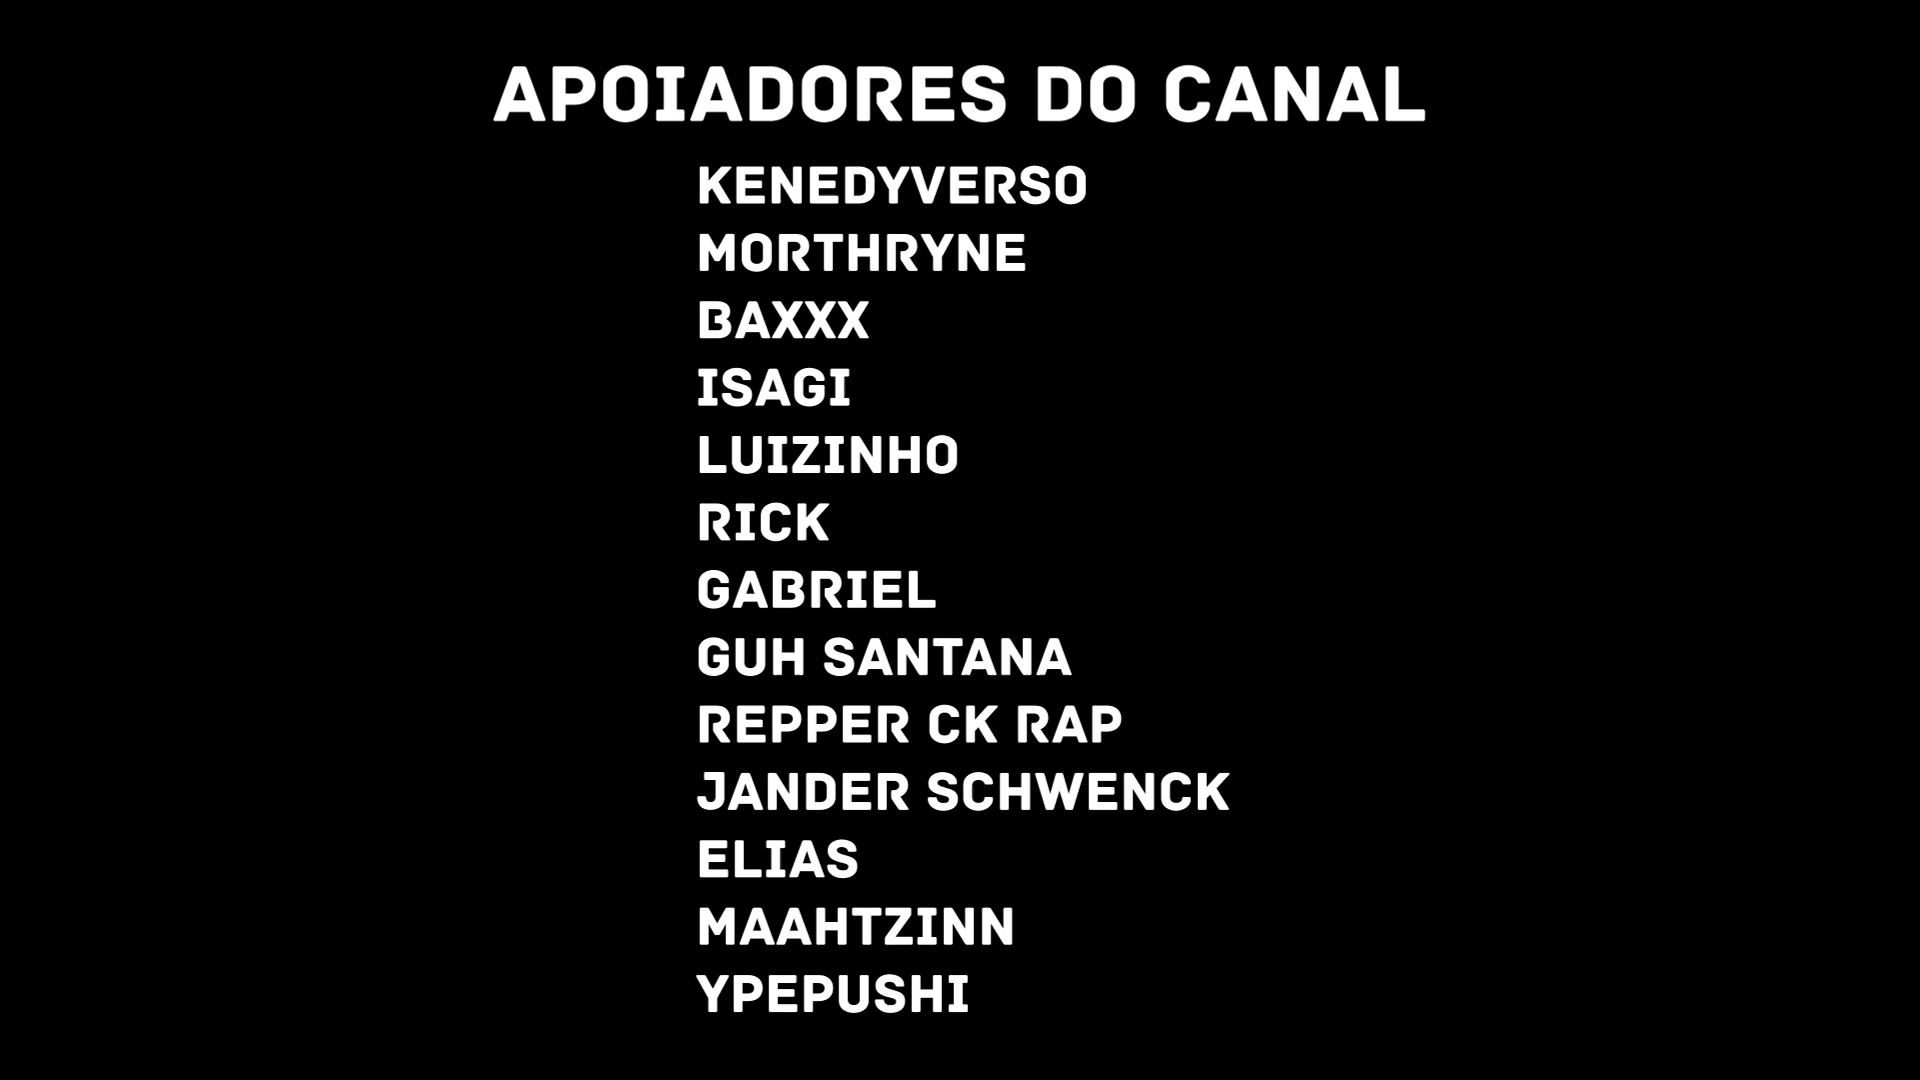 APOIADORES DO CANAL
KENEDYVERSO
MORTHRYNE
BAXXX
ISAGI
LUIZINHO
RICK
GABRIEL
GUH SANTANA
REPPER CK RAP
JANDER SCHWENCK
ELIAS
MAAHTZINN
YPEPUSHI